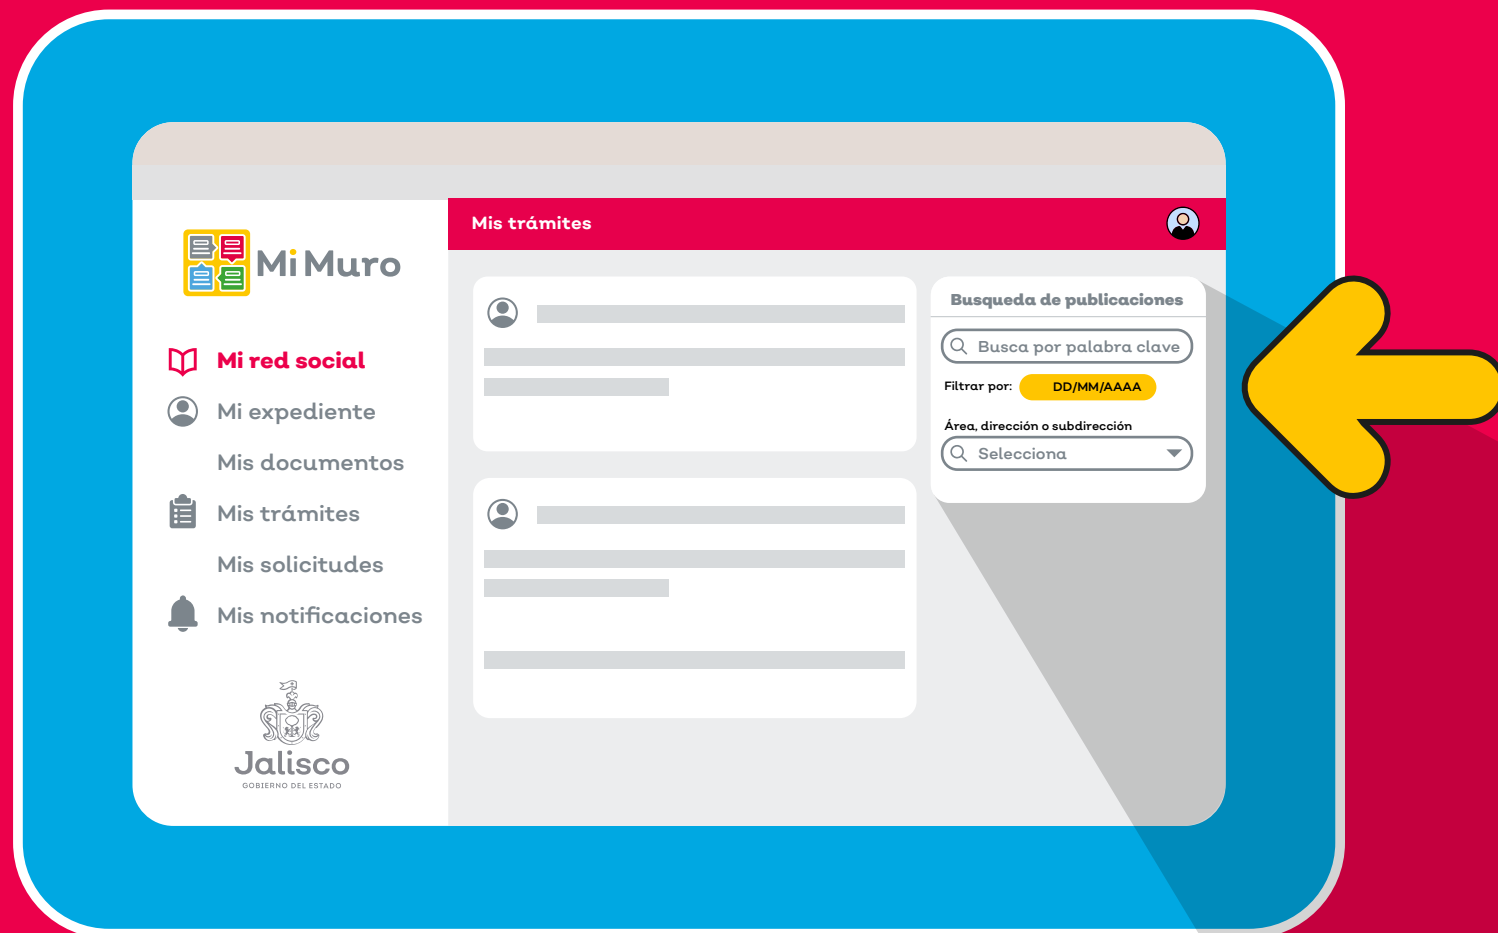 Mi Muro
Mi red social
Mi expediente
Mis documentos
Mis trámites
Mis solicitudes
Mis notificaciones
Jalisco
GOBIERNO DEL ESTADO
Mis trámites
Busqueda de publicaciones
Busca por palabra clave
Filtrar por: DD/MM/AAAA
Área, dirección o subdirección
Selecciona